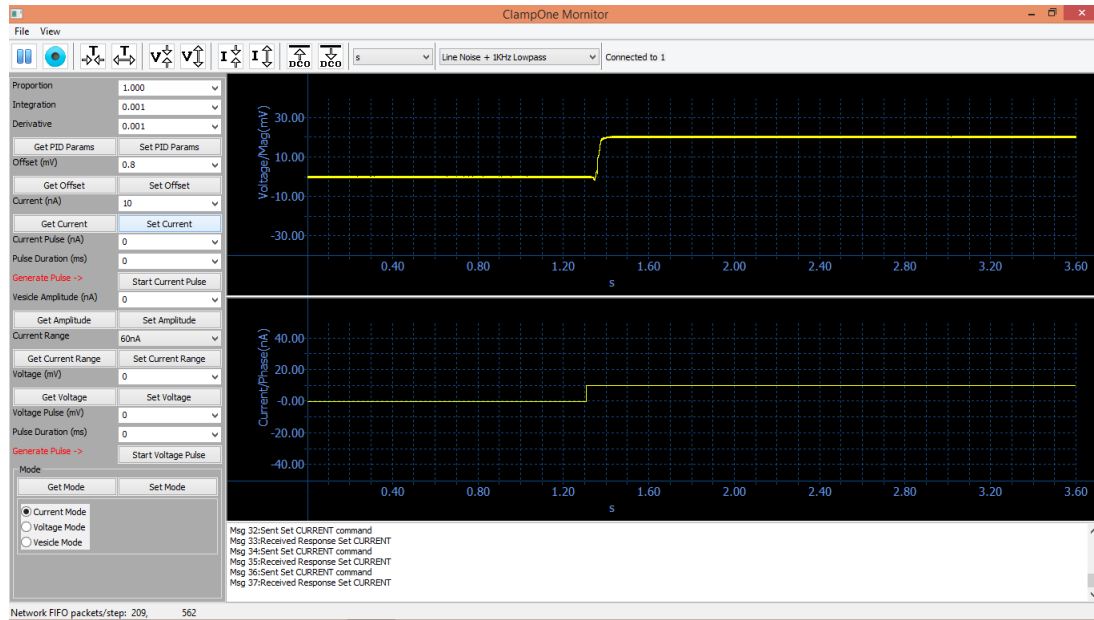 ClampOne Mornitor
File View
T T V V I I DCO DCO s Line Noise + 1KHz Lowpass Connected to 1
Proportion 1.000
Integration 0.001
Derivative 0.001
Get PID Params Set PID Params
Offset (mV) 0.8
Get Offset Set Offset
Current (nA) 10
Get Current Set Current
Current Pulse (nA) 0
Pulse Duration (ms) 0
Generate Pulse -> Start Current Pulse
Vesicle Amplitude (nA) 0
Get Amplitude Set Amplitude
Current Range 60nA
Get Current Range Set Current Range
Voltage (mV) 0
Get Voltage Set Voltage
Voltage Pulse (mV) 0
Pulse Duration (ms) 0
Generate Pulse -> Start Voltage Pulse
Mode
Get Mode Set Mode
Current Mode
Voltage Mode
Vesicle Mode
Voltage/Mag(mV)
30.00
10.00
-10.00
-30.00
0.40 0.80 1.20 1.60 2.00 2.40 2.80 3.20 3.60
s
Current/Phase(nA)
40.00
20.00
-0.00
-20.00
-40.00
0.40 0.80 1.20 1.60 2.00 2.40 2.80 3.20 3.60
s
Msg 32:Sent Set CURRENT command
Msg 33:Received Response Set CURRENT
Msg 34:Sent Set CURRENT command
Msg 35:Received Response Set CURRENT
Msg 36:Sent Set CURRENT command
Msg 37:Received Response Set CURRENT
Network FIFO packets/step: 209, 562